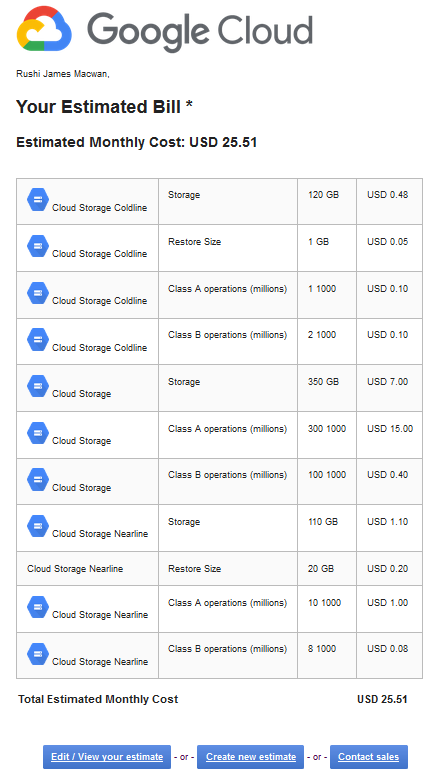 Google Cloud
Rushi James Macwan,
Your Estimated Bill *
Estimated Monthly Cost: USD 25.51
Cloud Storage Coldline Storage 120 GB USD 0.48
Cloud Storage Coldline Restore Size 1 GB USD 0.05
Cloud Storage Coldline Class A operations (millions) 1 1000 USD 0.10
Cloud Storage Coldline Class B operations (millions) 2 1000 USD 0.10
Cloud Storage Storage 350 GB USD 7.00
Cloud Storage Class A operations (millions) 300 1000 USD 15.00
Cloud Storage Class B operations (millions) 100 1000 USD 0.40
Cloud Storage Nearline Storage 110 GB USD 1.10
Cloud Storage Nearline Restore Size 20 GB USD 0.20
Cloud Storage Nearline Class A operations (millions) 10 1000 USD 1.00
Cloud Storage Nearline Class B operations (millions) 8 1000 USD 0.08
Total Estimated Monthly Cost USD 25.51
Edit / View your estimate - or - Create new estimate - or - Contact sales